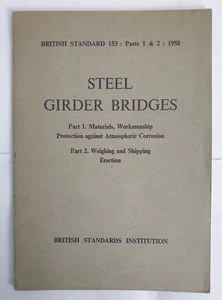 BRITISH STANDARD 153 : Parts 1 & 2 : 1958
STEEL
GIRDER BRIDGES
Part 1. Materials, Workmanship
Protection against Atmospheric Corrosion
Part 2. Weighing and Shipping
Erection
BRITISH STANDARDS INSTITUTION